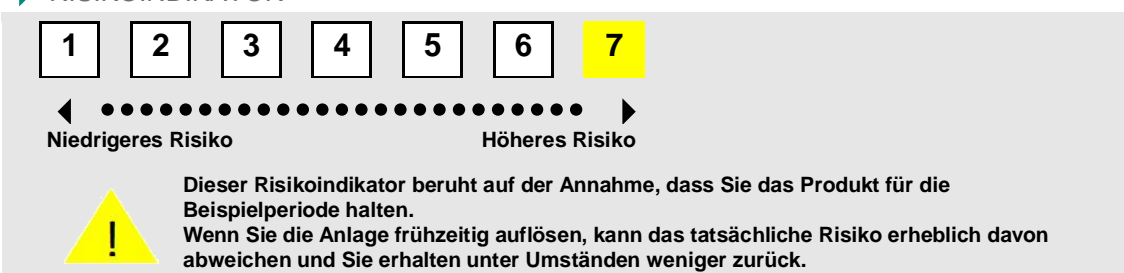 RISIKOINDIKATOR
1 2 3 4 5 6 7
Niedrigeres Risiko Höheres Risiko
Dieser Risikoindikator beruht auf der Annahme, dass Sie das Produkt für die
Beispielperiode halten.
!
Wenn Sie die Anlage frühzeitig auflösen, kann das tatsächliche Risiko erheblich davon
abweichen und Sie erhalten unter Umständen weniger zurück.